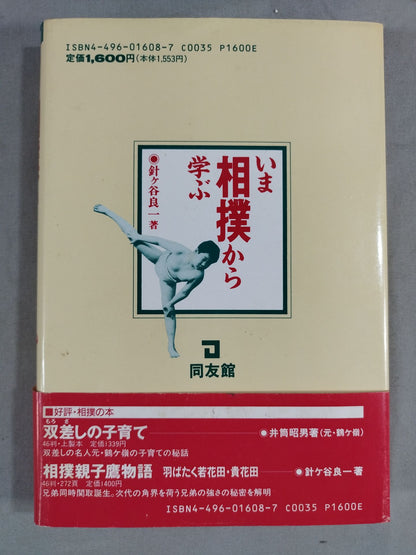 ISBN4-496-01608-7 C0035 P1600E
定価1,600円(本体1,553円)
いま
相撲から
学ぶ
◉針ヶ谷良一著
同友館
■好評・相撲の本
もろ ざ
双差しの子育て ◉井筒昭男著(元・鶴ケ嶺)
46判・上製本 定価1339円
双差しの名人元・鶴ケ嶺の子育ての秘話
相撲親子鷹物語 羽ばたく若花田・貴花田 ◉針ケ谷良一著
46判・272頁 定価1400円
兄弟同時関取誕生。次代の角界を荷う兄弟の強さの秘密を解明
ISBN4-496-01608-7 C0035 P1600E